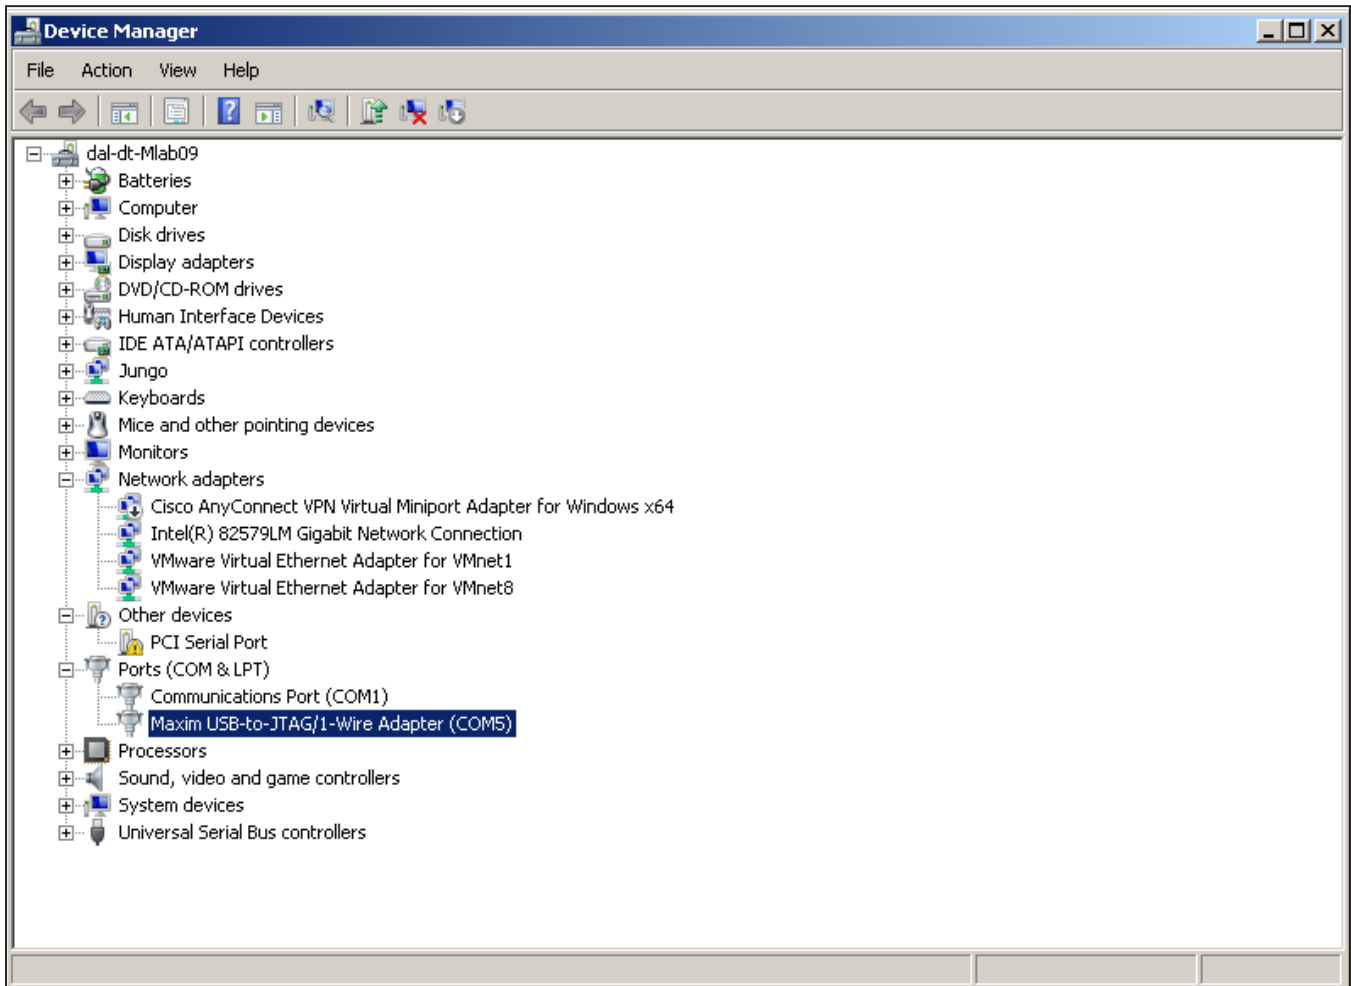 Device Manager
File Action View Help
dal-dt-Mlab09
Batteries
Computer
Disk drives
Display adapters
DVD/CD-ROM drives
Human Interface Devices
IDE ATA/ATAPI controllers
Jungo
Keyboards
Mice and other pointing devices
Monitors
Network adapters
Cisco AnyConnect VPN Virtual Miniport Adapter for Windows x64
Intel(R) 82579LM Gigabit Network Connection
VMware Virtual Ethernet Adapter for VMnet1
VMware Virtual Ethernet Adapter for VMnet8
Other devices
PCI Serial Port
Ports (COM & LPT)
Communications Port (COM1)
Maxim USB-to-JTAG/1-Wire Adapter (COM5)
Processors
Sound, video and game controllers
System devices
Universal Serial Bus controllers